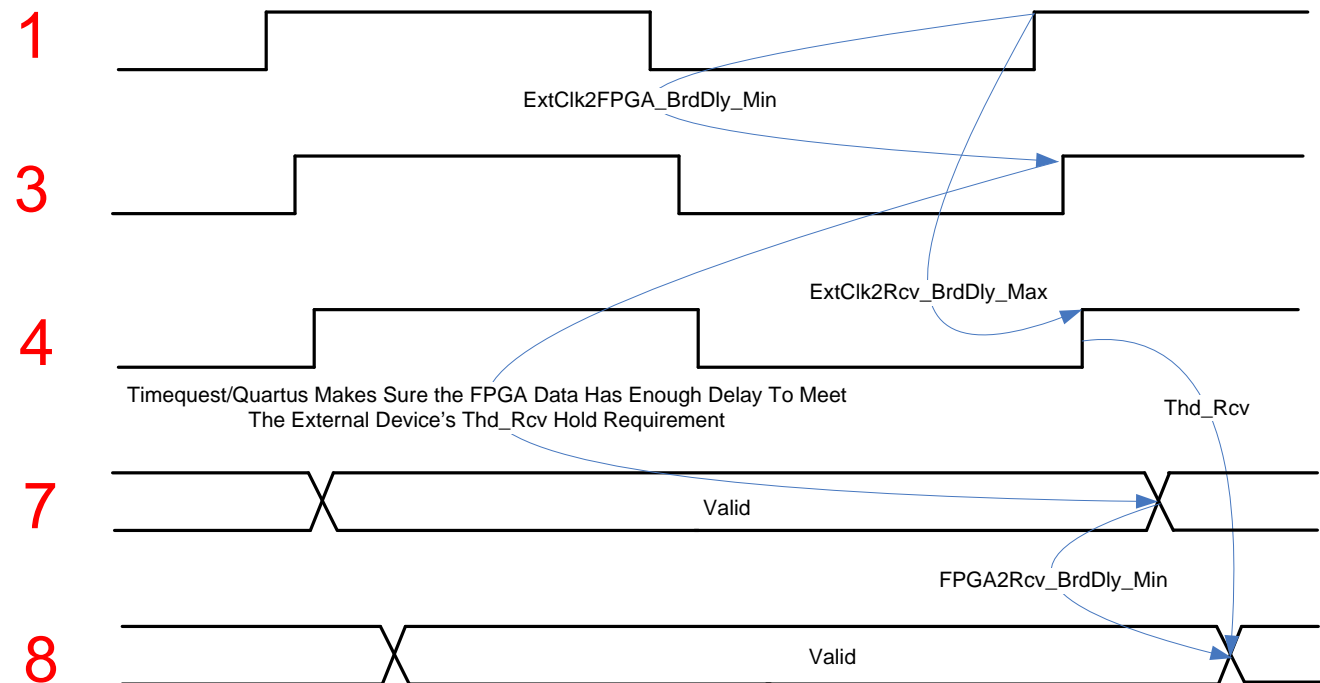 1
ExtClk2FPGA_BrdDly_Min
3
ExtClk2Rcv_BrdDly_Max
4
Timequest/Quartus Makes Sure the FPGA Data Has Enough Delay To Meet
The External Device's Thd_Rcv Hold Requirement
Thd_Rcv
7
Valid
FPGA2Rcv_BrdDly_Min
8
Valid